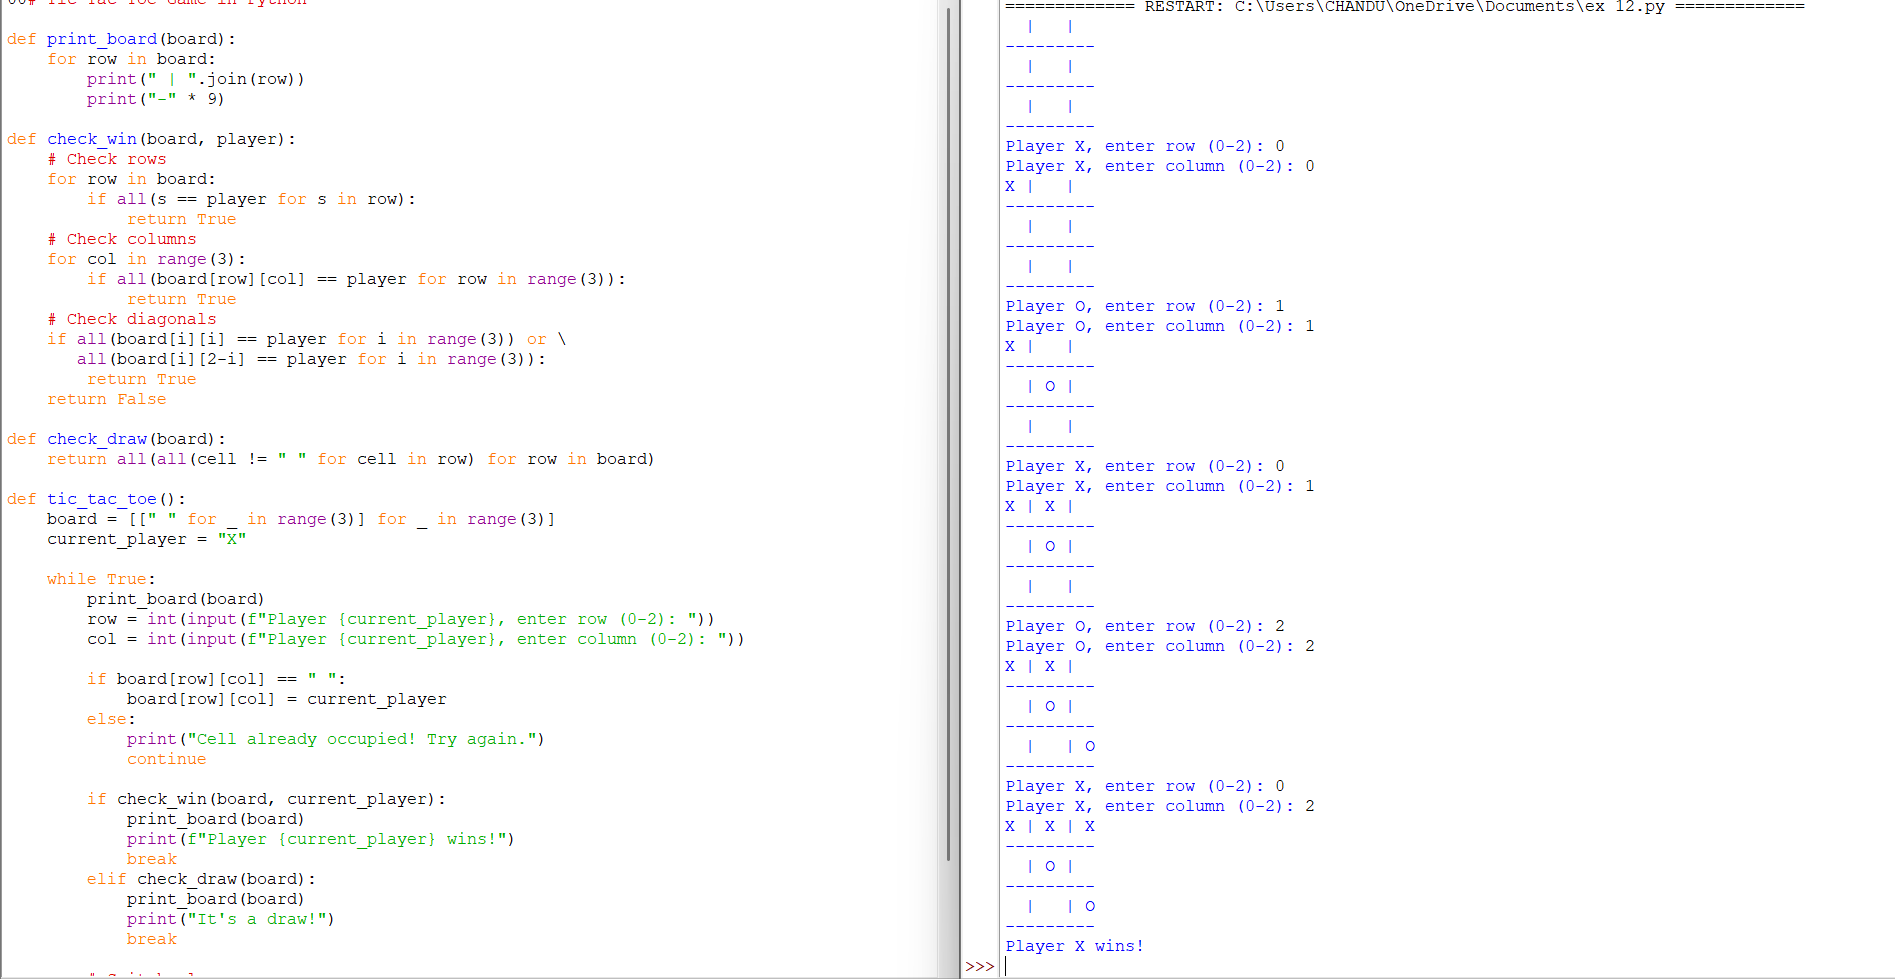 # Tic Tac Toe Game in Python

def print_board(board):
    for row in board:
        print(" | ".join(row))
        print("-" * 9)

def check_win(board, player):
    # Check rows
    for row in board:
        if all(s == player for s in row):
            return True
    # Check columns
    for col in range(3):
        if all(board[row][col] == player for row in range(3)):
            return True
    # Check diagonals
    if all(board[i][i] == player for i in range(3)) or \
       all(board[i][2-i] == player for i in range(3)):
        return True
    return False

def check_draw(board):
    return all(all(cell != " " for cell in row) for row in board)

def tic_tac_toe():
    board = [[" " for _ in range(3)] for _ in range(3)]
    current_player = "X"

    while True:
        print_board(board)
        row = int(input(f"Player {current_player}, enter row (0-2): "))
        col = int(input(f"Player {current_player}, enter column (0-2): "))

        if board[row][col] == " ":
            board[row][col] = current_player
        else:
            print("Cell already occupied! Try again.")
            continue

        if check_win(board, current_player):
            print_board(board)
            print(f"Player {current_player} wins!")
            break
        elif check_draw(board):
            print_board(board)
            print("It's a draw!")
            break

============= RESTART: C:\Users\CHANDU\OneDrive\Documents\ex 12.py =============
  |   |  
---------
  |   |  
---------
  |   |  
---------
Player X, enter row (0-2): 0
Player X, enter column (0-2): 0
X |   |  
---------
  |   |  
---------
  |   |  
---------
Player O, enter row (0-2): 1
Player O, enter column (0-2): 1
X |   |  
---------
  | O |  
---------
  |   |  
---------
Player X, enter row (0-2): 0
Player X, enter column (0-2): 1
X | X |  
---------
  | O |  
---------
  |   |  
---------
Player O, enter row (0-2): 2
Player O, enter column (0-2): 2
X | X |  
---------
  | O |  
---------
  |   | O
---------
Player X, enter row (0-2): 0
Player X, enter column (0-2): 2
X | X | X
---------
  | O |  
---------
  |   | O
---------
Player X wins!
>>>